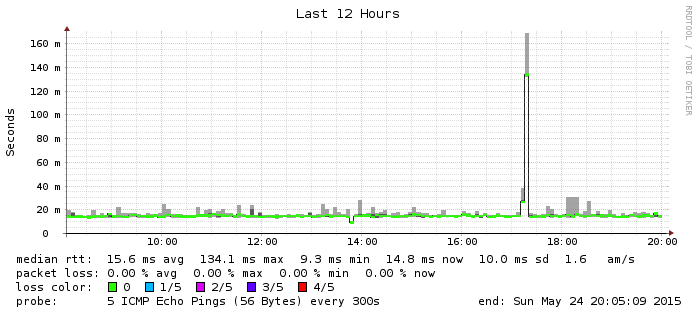 Last 12 Hours
RRDTOOL / TOBI OETIKER
Seconds
160 m
140 m
120 m
100 m
80 m
60 m
40 m
20 m
0
10:00 12:00 14:00 16:00 18:00 20:00
median rtt: 15.6 ms avg 134.1 ms max 9.3 ms min 14.8 ms now 10.0 ms sd 1.6 am/s
packet loss: 0.00 % avg 0.00 % max 0.00 % min 0.00 % now
loss color: 0 1/5 2/5 3/5 4/5
probe: 5 ICMP Echo Pings (56 Bytes) every 300s end: Sun May 24 20:05:09 2015